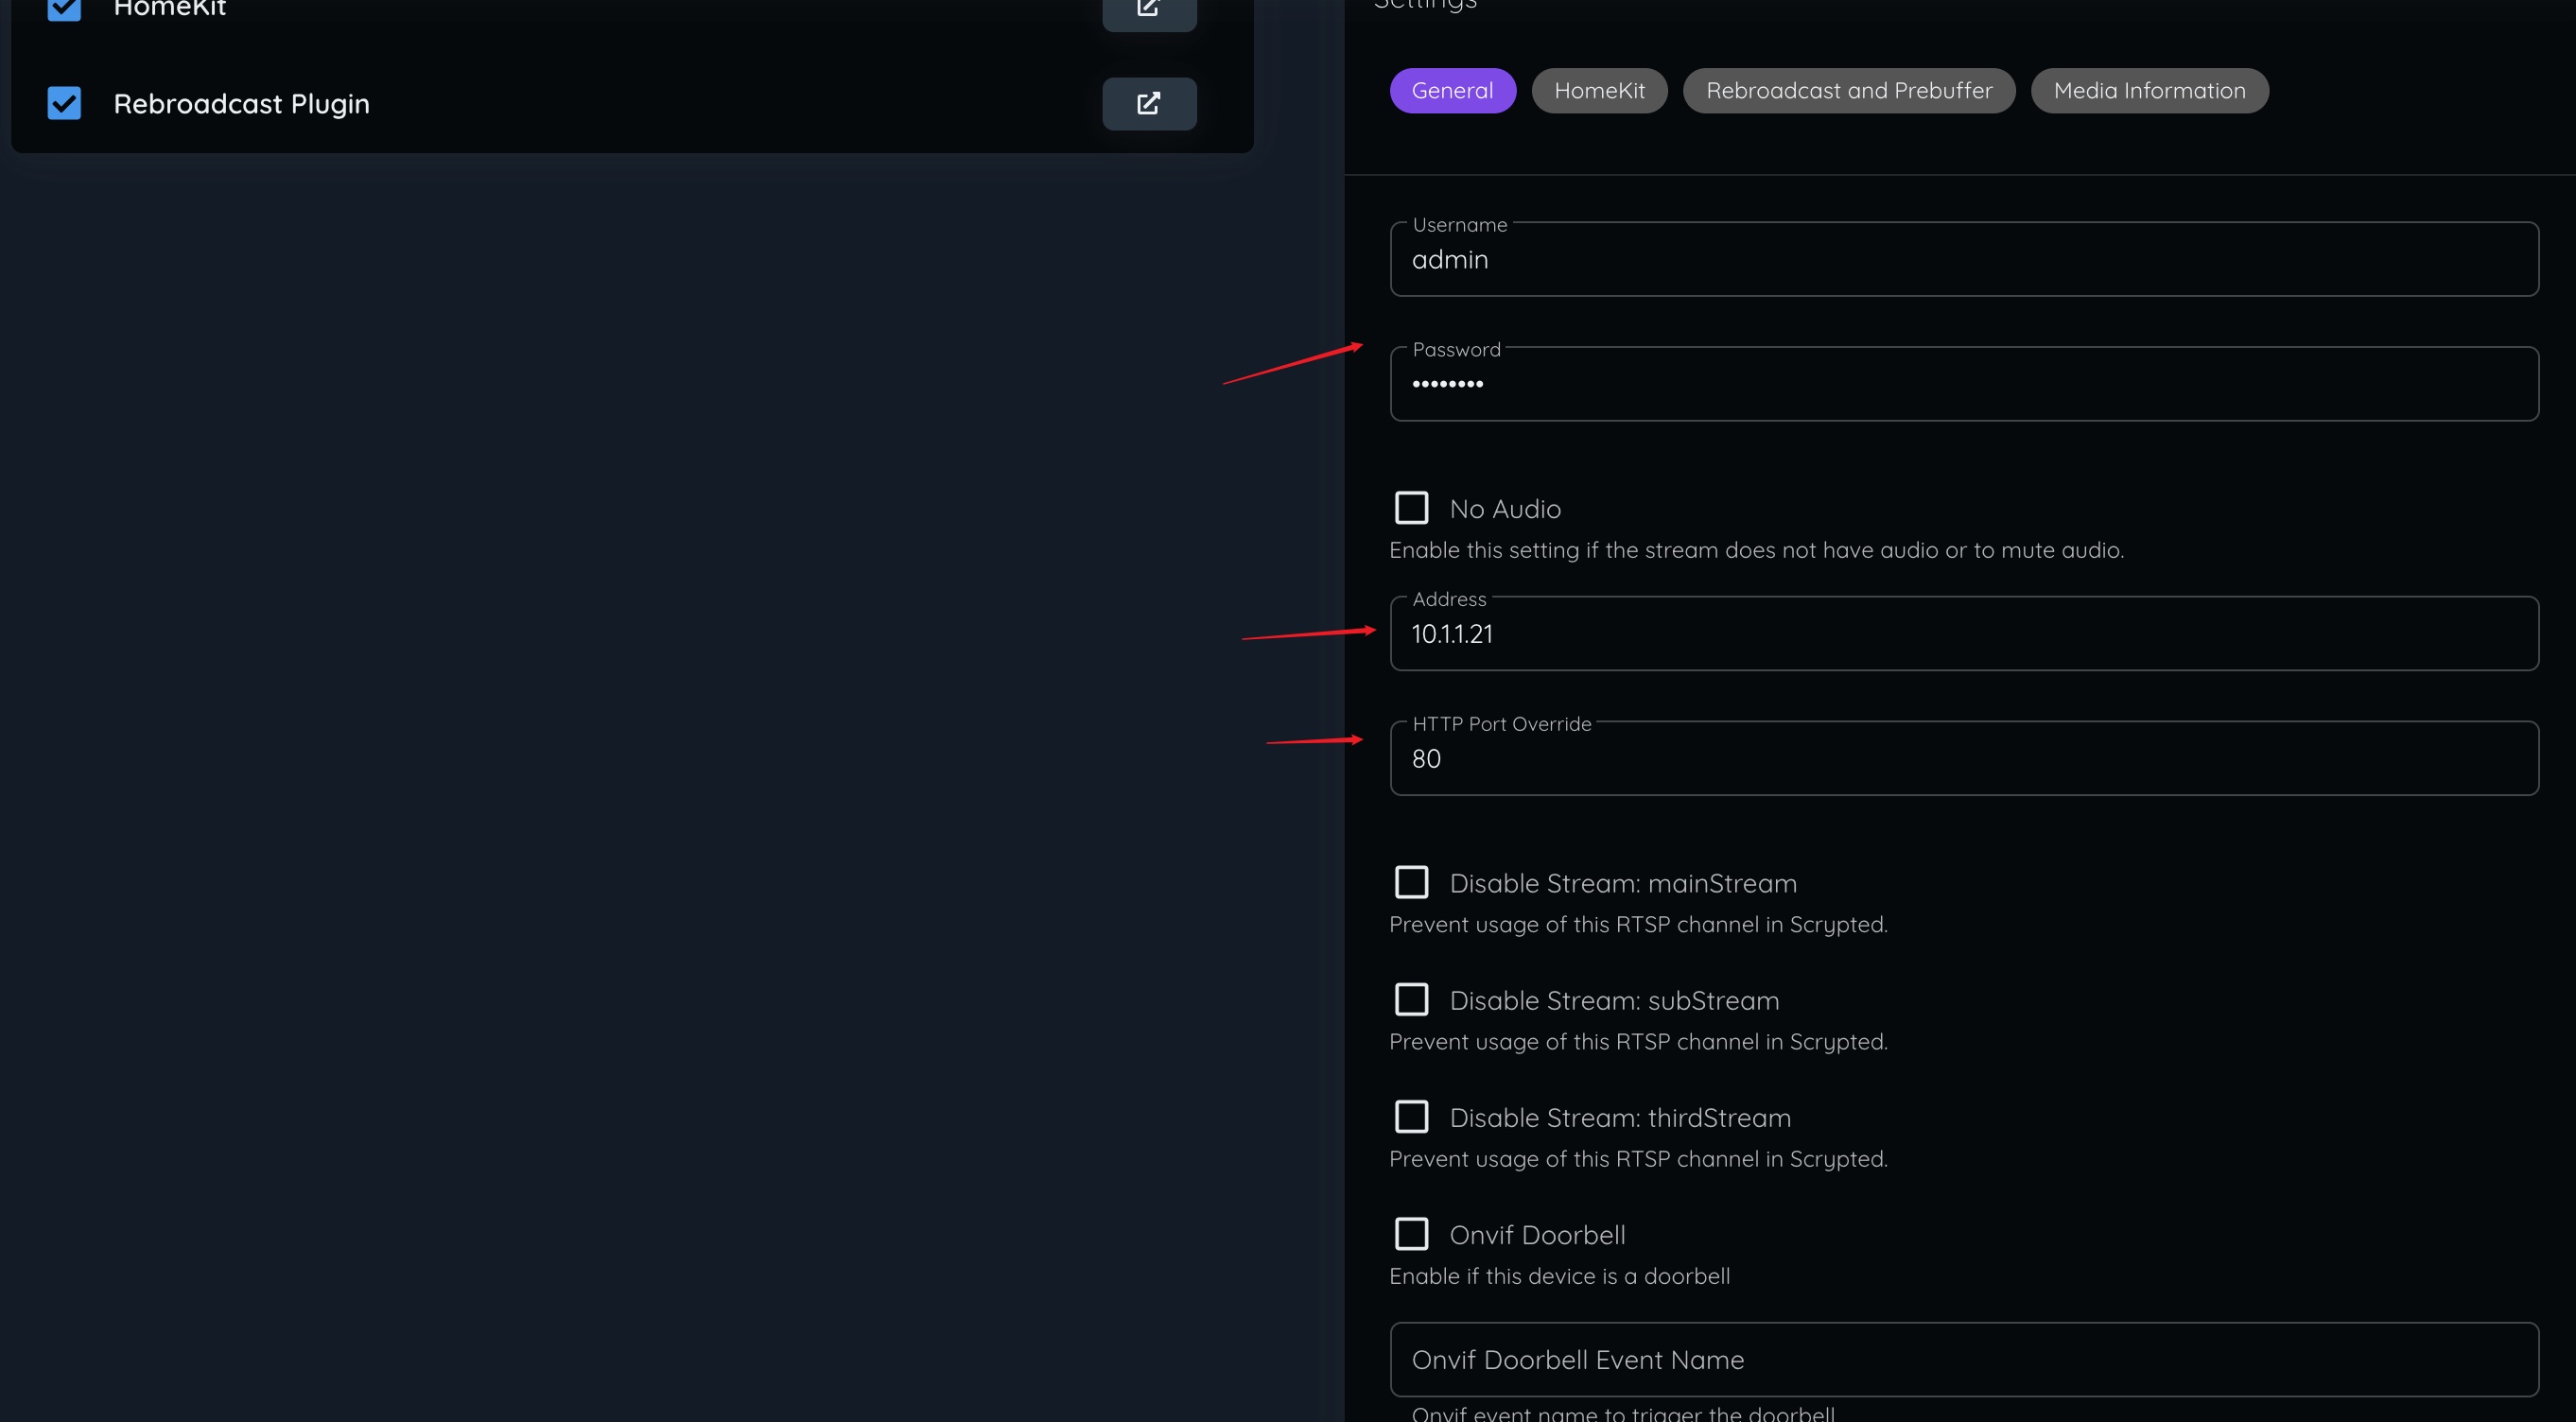 HomeKit
Rebroadcast Plugin
Settings
General
HomeKit
Rebroadcast and Prebuffer
Media Information
Username
admin
Password
••••••••
No Audio
Enable this setting if the stream does not have audio or to mute audio.
Address
10.1.1.21
HTTP Port Override
80
Disable Stream: mainStream
Prevent usage of this RTSP channel in Scrypted.
Disable Stream: subStream
Prevent usage of this RTSP channel in Scrypted.
Disable Stream: thirdStream
Prevent usage of this RTSP channel in Scrypted.
Onvif Doorbell
Enable if this device is a doorbell
Onvif Doorbell Event Name
Onvif event name to trigger the doorbell